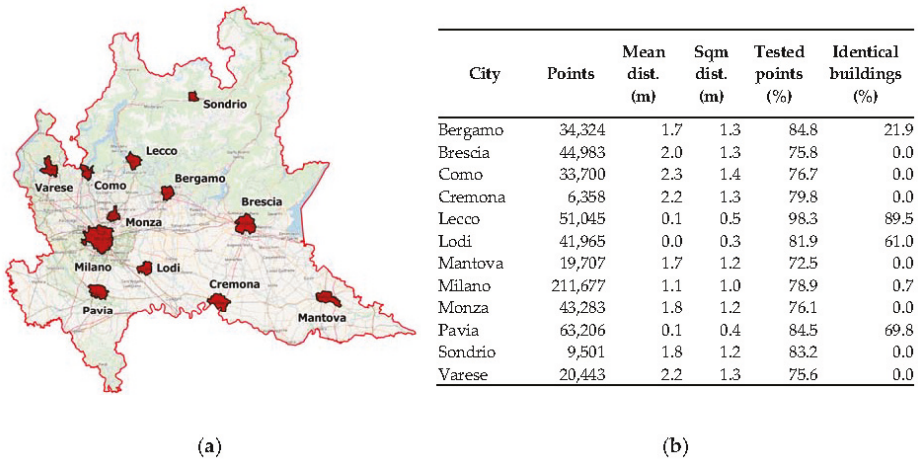 Sondrio
Lecco
Varese
Como
Bergamo
Monza
Brescia
Milano
Lodi
Pavia
Cremona
Mantova
(a)
City Points Mean dist. (m) Sqm dist. (m) Tested points (%) Identical buildings (%)
Bergamo 34,324 1.7 1.3 84.8 21.9
Brescia 44,983 2.0 1.3 75.8 0.0
Como 33,700 2.3 1.4 76.7 0.0
Cremona 6,358 2.2 1.3 79.8 0.0
Lecco 51,045 0.1 0.5 98.3 89.5
Lodi 41,965 0.0 0.3 81.9 61.0
Mantova 19,707 1.7 1.2 72.5 0.0
Milano 211,677 1.1 1.0 78.9 0.7
Monza 43,283 1.8 1.2 76.1 0.0
Pavia 63,206 0.1 0.4 84.5 69.8
Sondrio 9,501 1.8 1.2 83.2 0.0
Varese 20,443 2.2 1.3 75.6 0.0
(b)